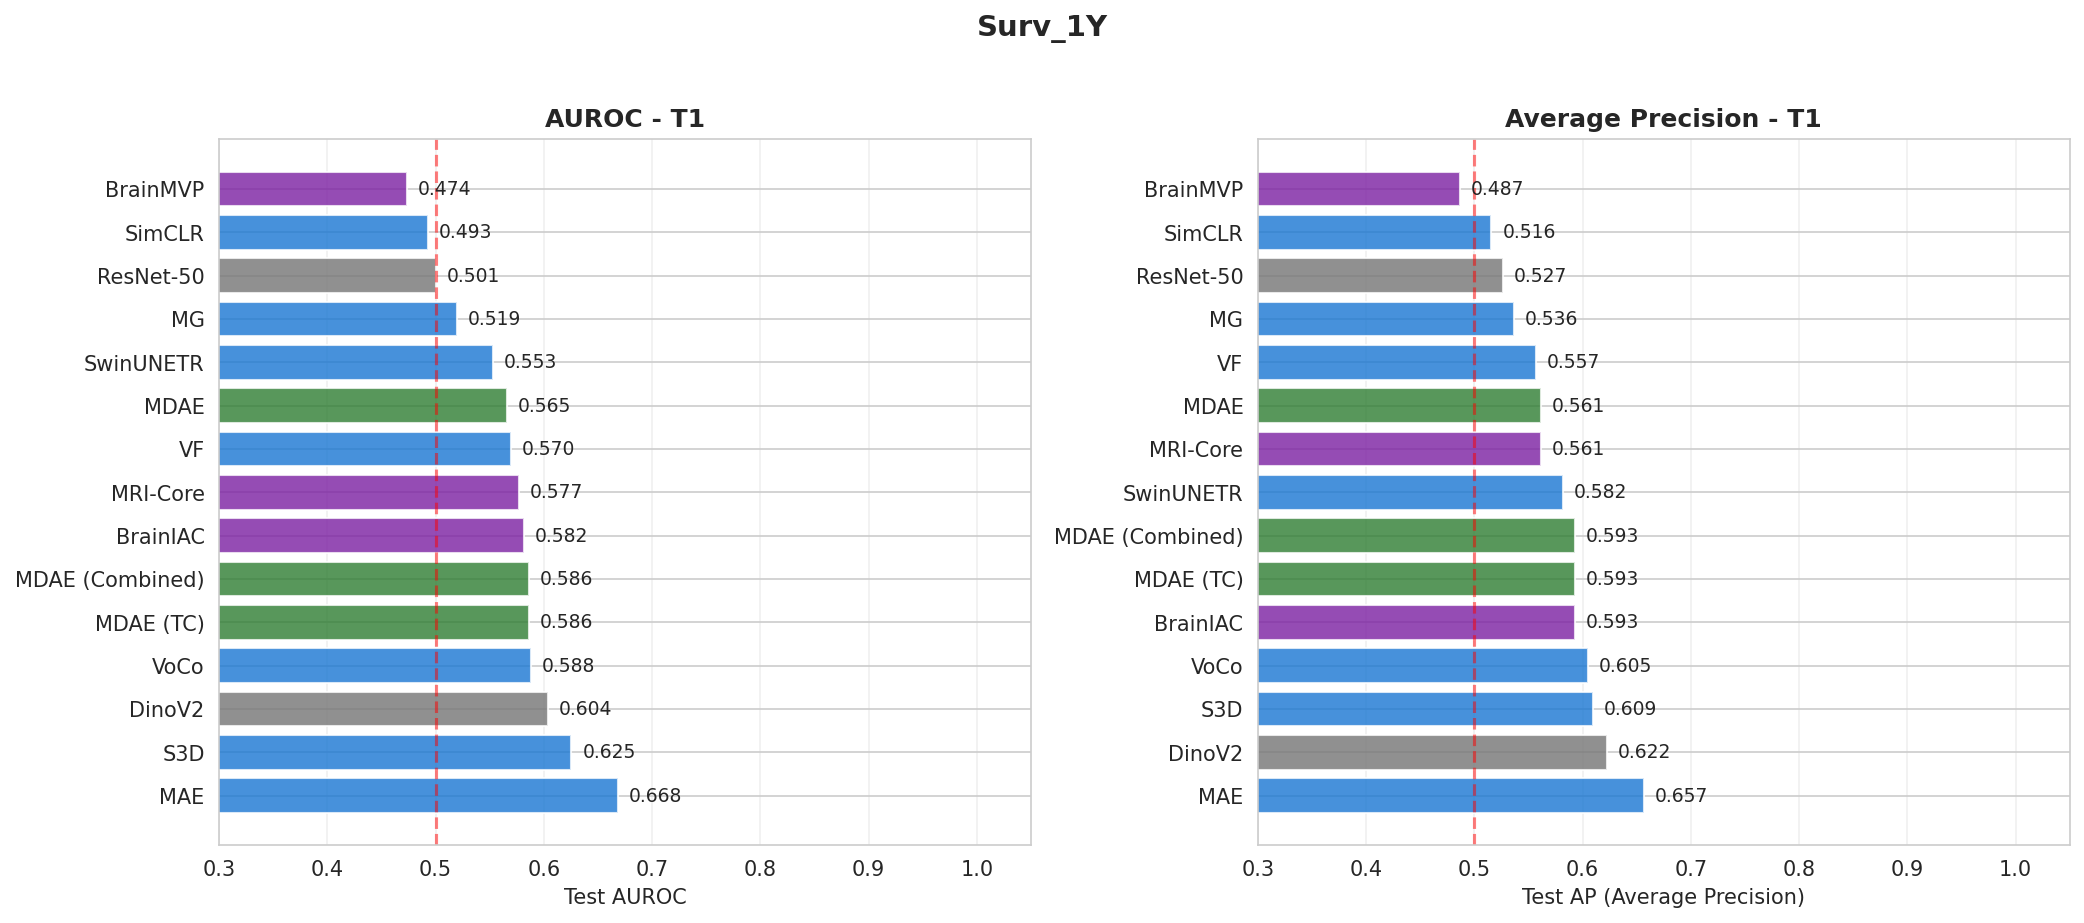 Surv_1Y
AUROC - T1
BrainMVP 0.474
SimCLR 0.493
ResNet-50 0.501
MG 0.519
SwinUNETR 0.553
MDAE 0.565
VF 0.570
MRI-Core 0.577
BrainIAC 0.582
MDAE (Combined) 0.586
MDAE (TC) 0.586
VoCo 0.588
DinoV2 0.604
S3D 0.625
MAE 0.668
0.3 0.4 0.5 0.6 0.7 0.8 0.9 1.0
Test AUROC
Average Precision - T1
BrainMVP 0.487
SimCLR 0.516
ResNet-50 0.527
MG 0.536
VF 0.557
MDAE 0.561
MRI-Core 0.561
SwinUNETR 0.582
MDAE (Combined) 0.593
MDAE (TC) 0.593
BrainIAC 0.593
VoCo 0.605
S3D 0.609
DinoV2 0.622
MAE 0.657
0.3 0.4 0.5 0.6 0.7 0.8 0.9 1.0
Test AP (Average Precision)